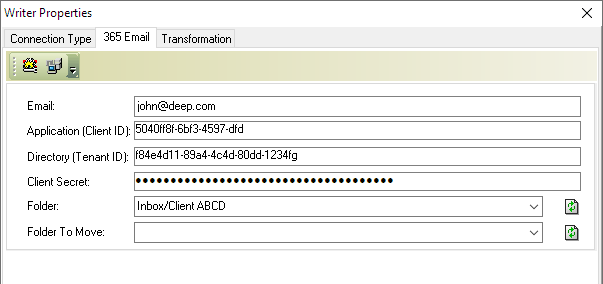 Writer Properties
Connection Type 365 Email Transformation
Email: john@deep.com
Application (Client ID): 5040ff8f-6bf3-4597-dfd
Directory (Tenant ID): f84e4d11-89a4-4c4d-80dd-1234fg
Client Secret: ●●●●●●●●●●●●●●●●●●●●●●●●●●●●●●●●●●●●●
Folder: Inbox/Client ABCD
Folder To Move: